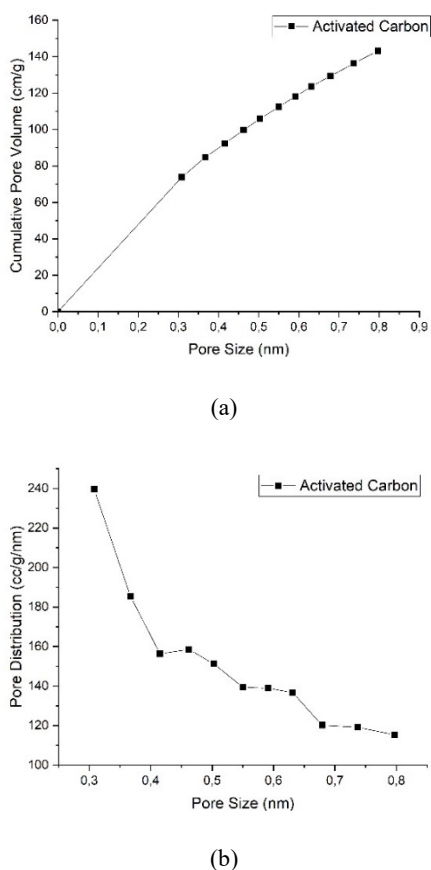 Activated Carbon
160
140
120
100
80
60
40
20
0
Cumulative Pore Volume (cm/g)
0,0 0,1 0,2 0,3 0,4 0,5 0,6 0,7 0,8 0,9
Pore Size (nm)
(a)
Activated Carbon
240
220
200
180
160
140
120
100
Pore Distribution (cc/g/nm)
0,3 0,4 0,5 0,6 0,7 0,8
Pore Size (nm)
(b)